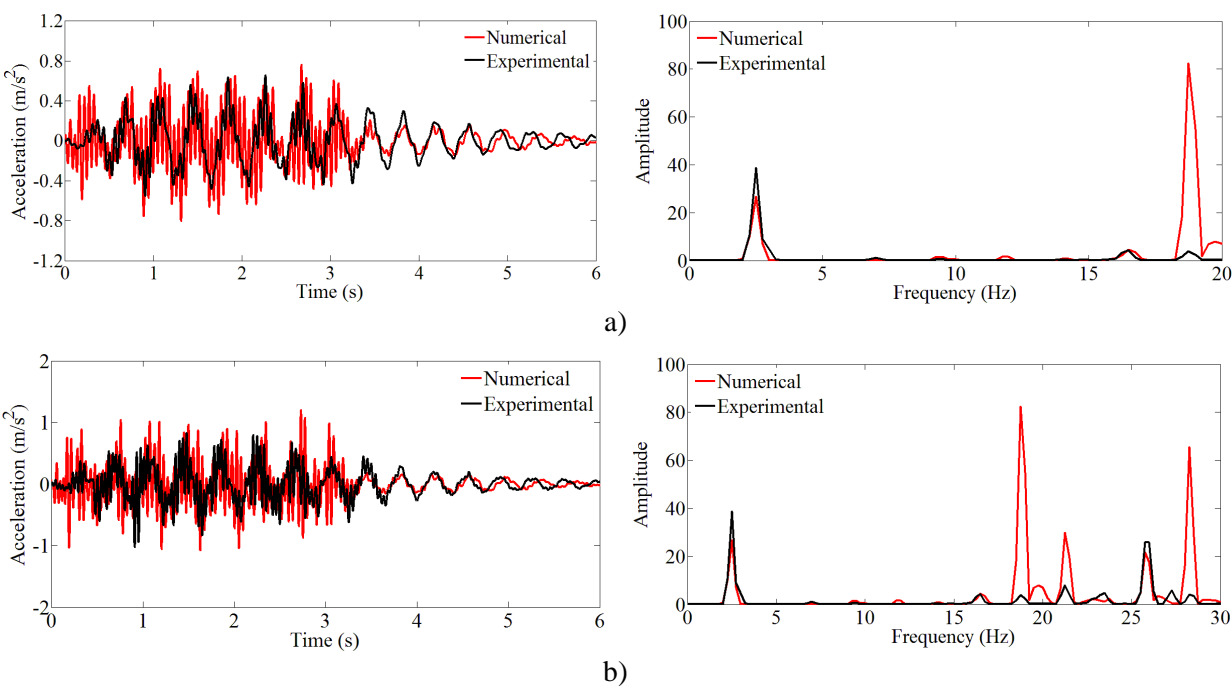 1.2
0.8
0.4
0
-0.4
-0.8
-1.2
Acceleration (m/s²)
Numerical
Experimental
0 1 2 3 4 5 6
Time (s)
100
80
60
40
20
0
Amplitude
Numerical
Experimental
0 5 10 15 20
Frequency (Hz)
a)
2
1
0
-1
-2
Acceleration (m/s²)
Numerical
Experimental
0 1 2 3 4 5 6
Time (s)
100
80
60
40
20
0
Amplitude
Numerical
Experimental
0 5 10 15 20 25 30
Frequency (Hz)
b)